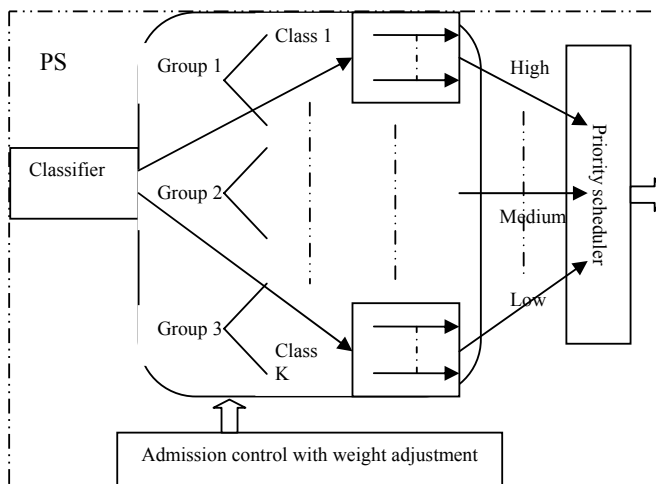 PS
Class 1
Group 1
High
Classifier
Priority scheduler
Group 2
Medium
Low
Group 3
Class
K
Admission control with weight adjustment